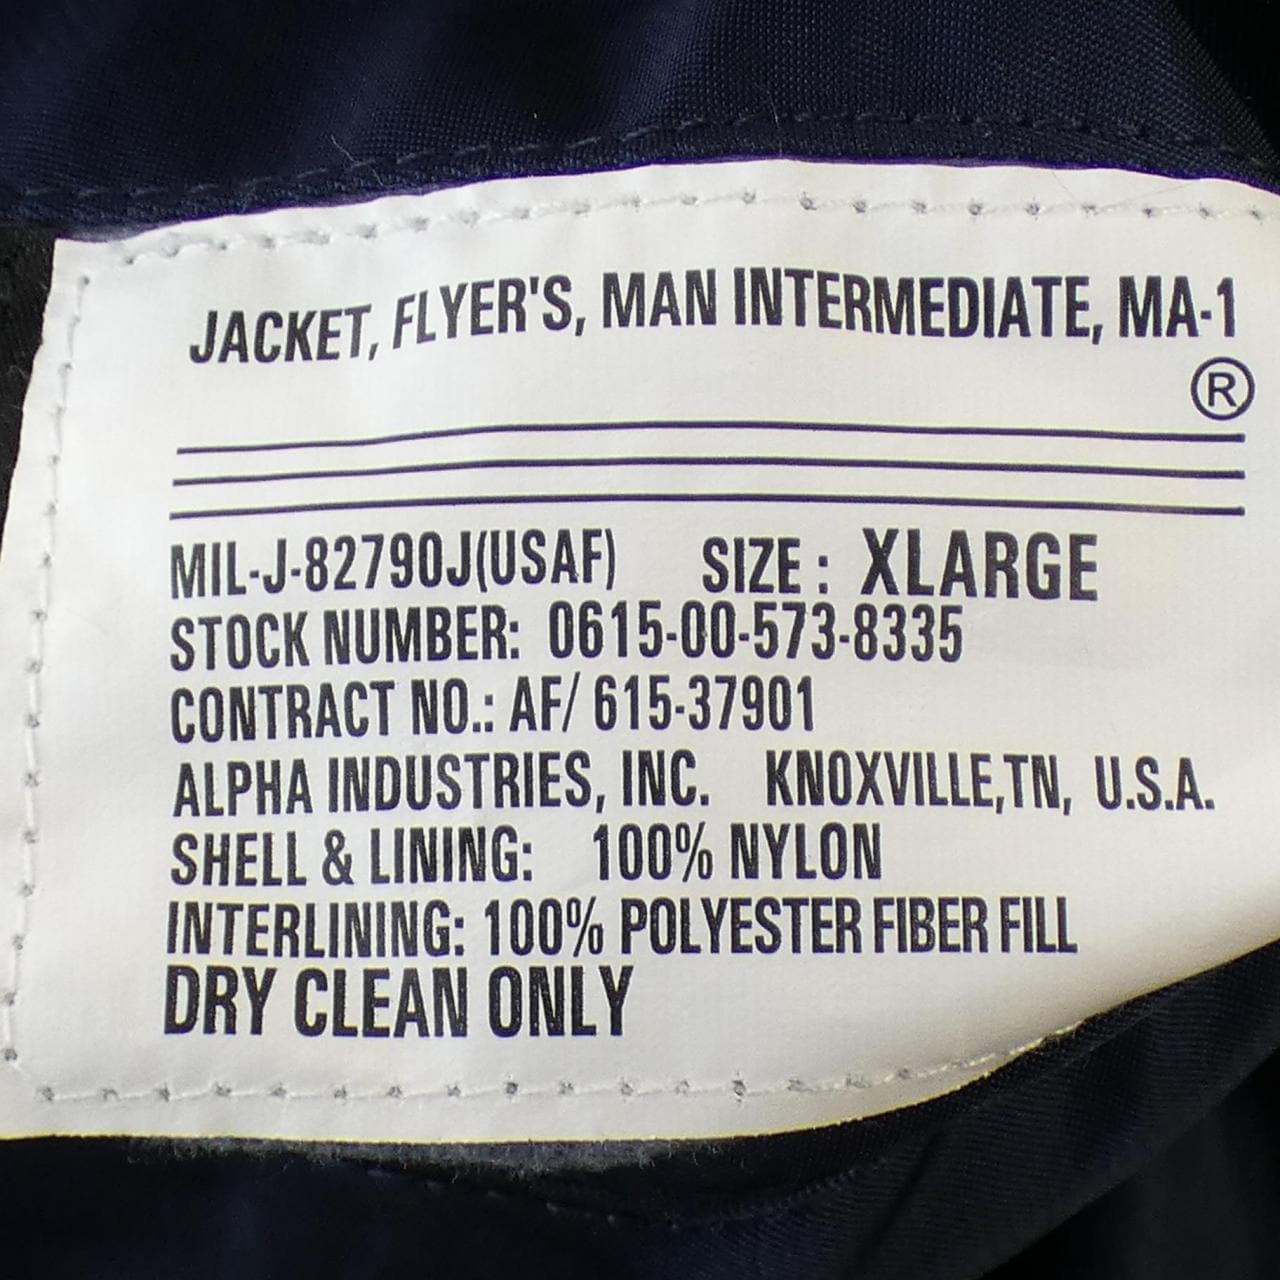 JACKET, FLYER'S, MAN INTERMEDIATE, MA-1
®
MIL-J-82790J(USAF) SIZE : XLARGE
STOCK NUMBER: 0615-00-573-8335
CONTRACT NO.: AF/ 615-37901
ALPHA INDUSTRIES, INC. KNOXVILLE,TN, U.S.A.
SHELL & LINING: 100% NYLON
INTERLINING: 100% POLYESTER FIBER FILL
DRY CLEAN ONLY